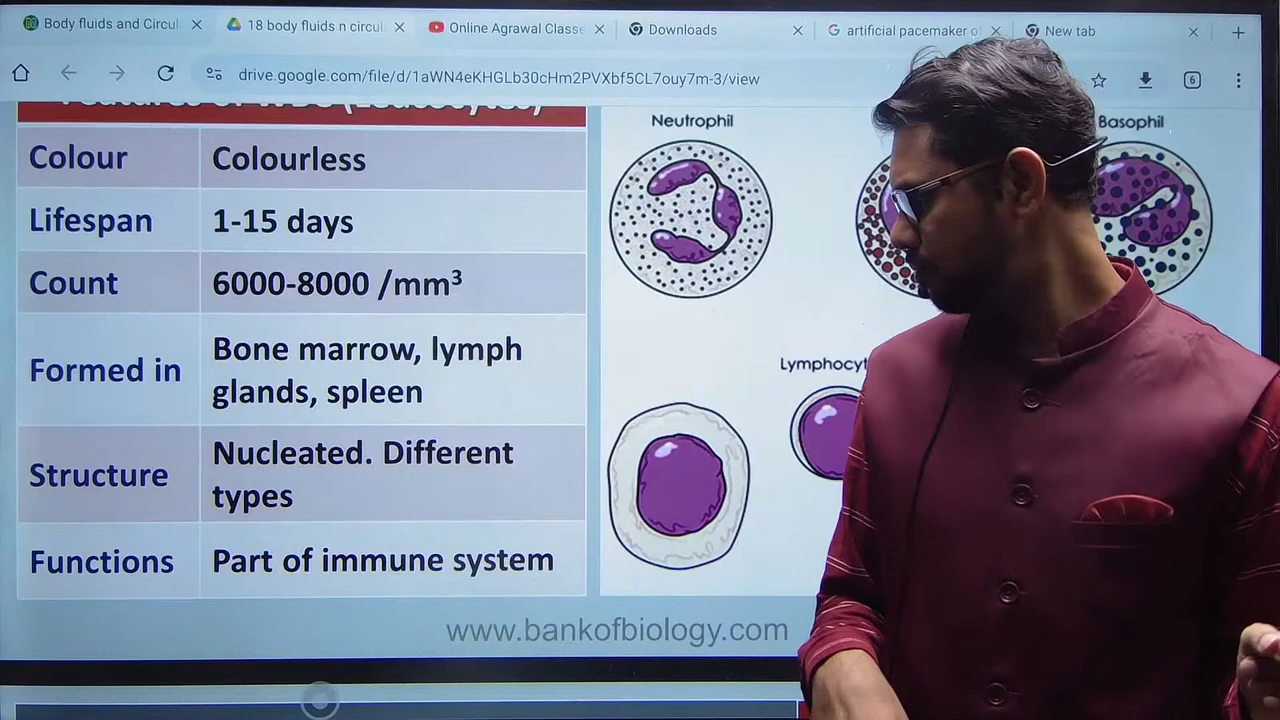 Body fluids and Circul
18 body fluids n circul
Online Agrawal Classe
Downloads
artificial pacemaker
New tab
drive.google.com/file/d/1aWN4eKHGLb30cHm2PVXbf5CL7ouy7m-3/view
6
Colour
Colourless
Lifespan
1-15 days
Count
6000-8000 /mm³
Formed in
Bone marrow, lymph
glands, spleen
Structure
Nucleated. Different
types
Functions
Part of immune system
Neutrophil
Basophil
Lymphocyt
www.bankofbiology.com